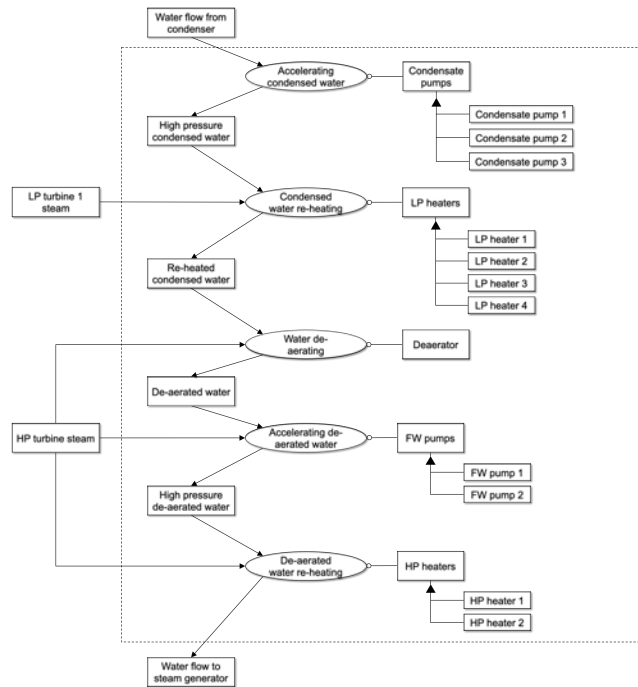 Water flow from
condenser
Accelerating
condensed water
Condensate
pumps
Condensate pump 1
Condensate pump 2
Condensate pump 3
High pressure
condensed water
LP turbine 1
steam
Condensed
water re-heating
LP heaters
LP heater 1
LP heater 2
LP heater 3
LP heater 4
Re-heated
condensed water
Water de-
aerating
Deaerator
De-aerated water
HP turbine steam
Accelerating de-
aerated water
FW pumps
FW pump 1
FW pump 2
High pressure
de-aerated water
De-aerated
water re-heating
HP heaters
HP heater 1
HP heater 2
Water flow to
steam generator